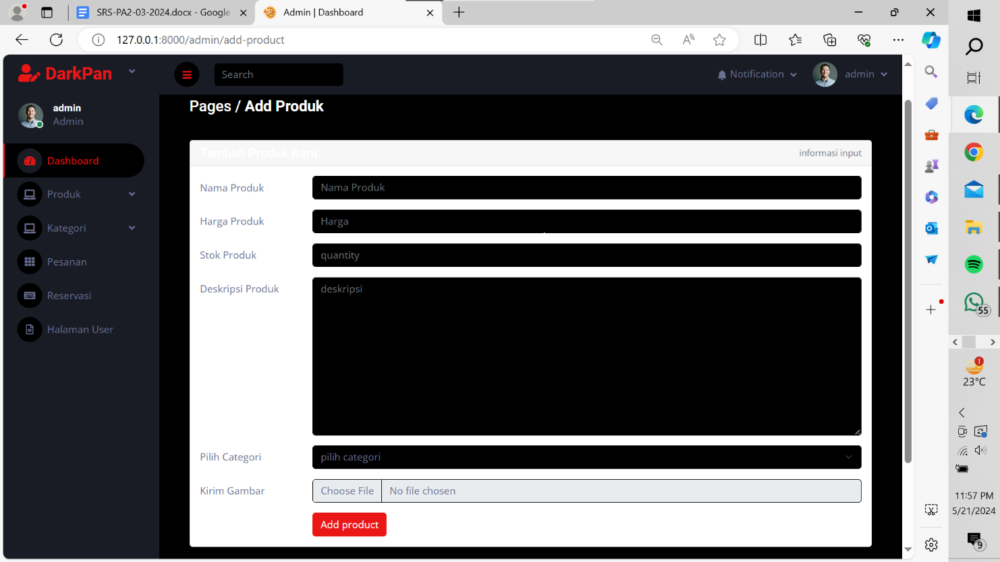 SRS-PA2-03-2024.docx - Google
Admin | Dashboard
127.0.0.1:8000/admin/add-product
DarkPan
Search
Notification
admin
admin
Admin
Dashboard
Produk
Kategori
Pesanan
Reservasi
Halaman User
Pages / Add Produk
Tambah Produk Baru
informasi input
Nama Produk
Nama Produk
Harga Produk
Harga
Stok Produk
quantity
Deskripsi Produk
deskripsi
Pilih Categori
pilih categori
Kirim Gambar
Choose File
No file chosen
Add product
55
1
23°C
11:57 PM
5/21/2024
9